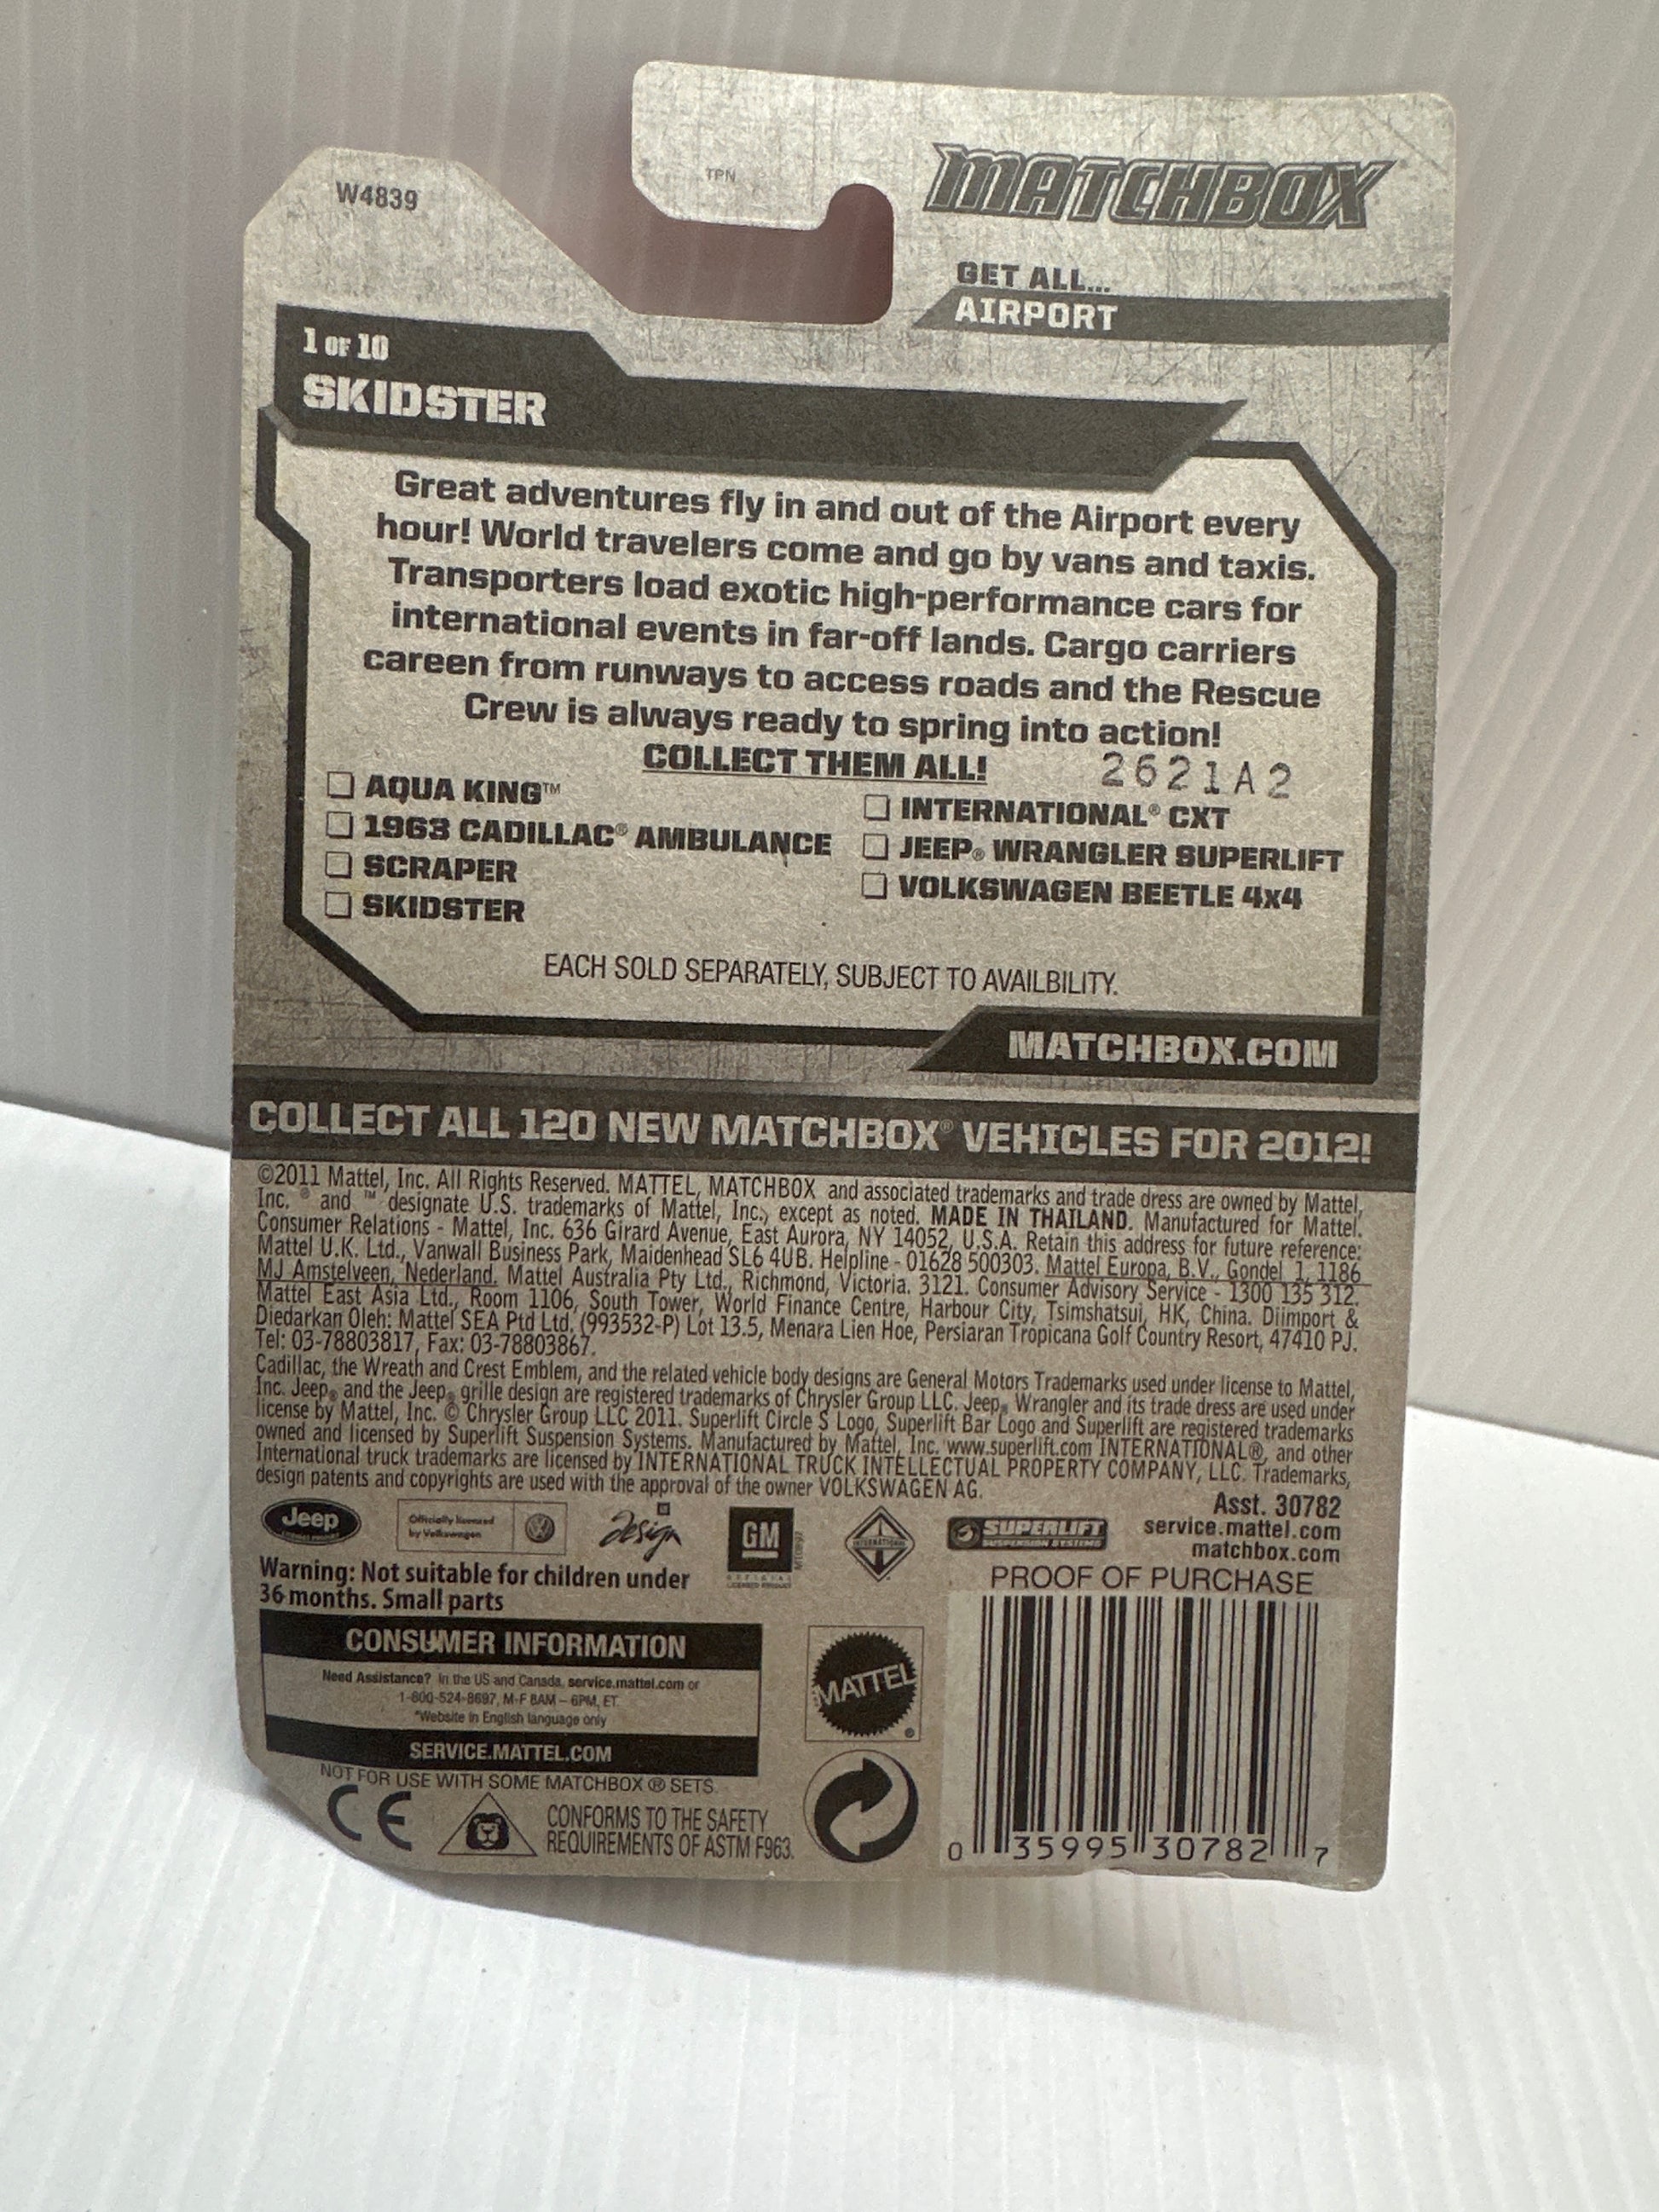 W4839
TPN
MATCHBOX
GET ALL...
AIRPORT
1 OF 10
SKIDSTER
Great adventures fly in and out of the Airport every
hour! World travelers come and go by vans and taxis.
Transporters load exotic high-performance cars for
international events in far-off lands. Cargo carriers
careen from runways to access roads and the Rescue
Crew is always ready to spring into action!
COLLECT THEM ALL!
2621A2
❑ AQUA KING™
❑ 1963 CADILLAC® AMBULANCE
❑ SCRAPER
❑ SKIDSTER
❑ INTERNATIONAL® CXT
❑ JEEP® WRANGLER SUPERLIFT
❑ VOLKSWAGEN BEETLE 4x4
EACH SOLD SEPARATELY, SUBJECT TO AVAILBILITY.
MATCHBOX.COM
COLLECT ALL 120 NEW MATCHBOX® VEHICLES FOR 2012!
©2011 Mattel, Inc. All Rights Reserved. MATTEL, MATCHBOX and associated trademarks and trade dress are owned by Mattel,
Inc. ® and ™ designate U.S. trademarks of Mattel, Inc., except as noted. MADE IN THAILAND. Manufactured for Mattel.
Consumer Relations - Mattel, Inc. 636 Girard Avenue, East Aurora, NY 14052, U.S.A. Retain this address for future reference:
Mattel U.K. Ltd., Vanwall Business Park, Maidenhead SL6 4UB. Helpline - 01628 500303. Mattel Europa, B.V., Gondel 1, 1186
MJ Amstelveen, Nederland. Mattel Australia Pty Ltd., Richmond, Victoria. 3121. Consumer Advisory Service - 1300 135 312.
Mattel East Asia Ltd., Room 1106, South Tower, World Finance Centre, Harbour City, Tsimshatsui, HK, China. Diimport &
Diedarkan Oleh: Mattel SEA Ptd Ltd. (993532-P) Lot 13.5, Menara Lien Hoe, Persiaran Tropicana Golf Country Resort, 47410 PJ.
Tel: 03-78803817, Fax: 03-78803867.
Cadillac, the Wreath and Crest Emblem, and the related vehicle body designs are General Motors Trademarks used under license to Mattel,
Inc. Jeep® and the Jeep® grille design are registered trademarks of Chrysler Group LLC. Jeep® Wrangler and its trade dress are used under
license by Mattel, Inc. © Chrysler Group LLC 2011. Superlift Circle S Logo, Superlift Bar Logo and Superlift are registered trademarks
owned and licensed by Superlift Suspension Systems. Manufactured by Mattel, Inc. www.superlift.com INTERNATIONAL®, and other
International truck trademarks are licensed by INTERNATIONAL TRUCK INTELLECTUAL PROPERTY COMPANY, LLC. Trademarks,
design patents and copyrights are used with the approval of the owner VOLKSWAGEN AG.
Jeep
Officially licensed
by Volkswagen
Design
GM
OFFICIAL
LICENSED PRODUCT
INTERNATIONAL
SUPERLIFT
SUSPENSION SYSTEMS
Asst. 30782
service.mattel.com
matchbox.com
Warning: Not suitable for children under
36 months. Small parts
CONSUMER INFORMATION
Need Assistance? In the US and Canada, service.mattel.com or
1-800-524-8697, M-F 8AM – 6PM, ET
*Website in English language only
SERVICE.MATTEL.COM
NOT FOR USE WITH SOME MATCHBOX ® SETS.
CE
CONFORMS TO THE SAFETY
REQUIREMENTS OF ASTM F963.
MATTEL
®
PROOF OF PURCHASE
0 35995 30782 7